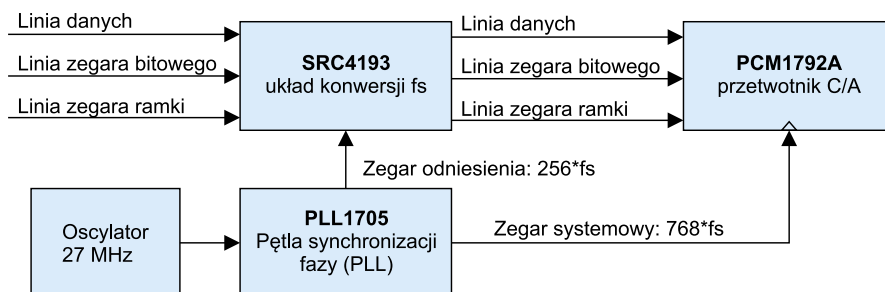 Linia danych
Linia zegara bitowego
Linia zegara ramki
SRC4193
układ konwersji fs
Linia danych
Linia zegara bitowego
Linia zegara ramki
PCM1792A
przetwotnik C/A
Zegar odniesienia: 256*fs
Oscylator
27 MHz
PLL1705
Pętla synchronizacji
fazy (PLL)
Zegar systemowy: 768*fs